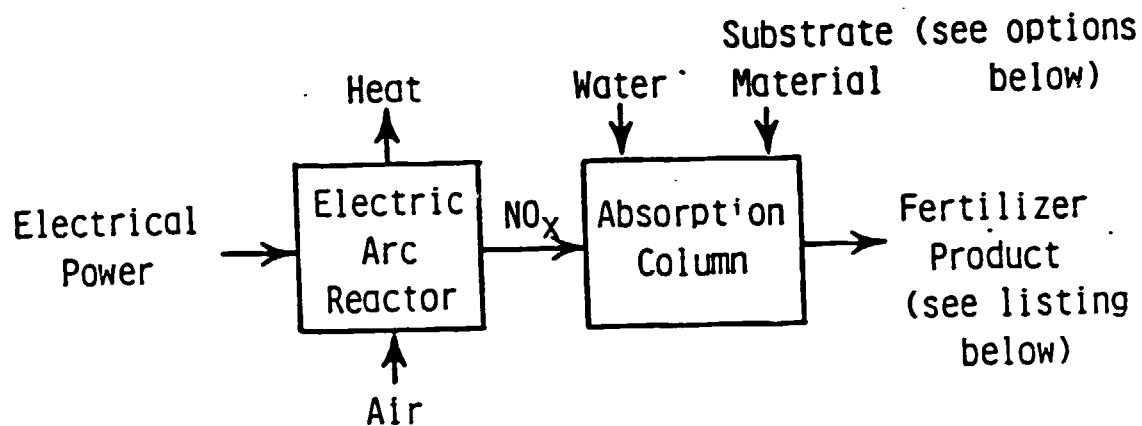 Substrate (see options
Material below)
Heat
Water
Electrical
Power
Electric
Arc
Reactor
NOx
Absorption
Column
Fertilizer
Product
(see listing
below)
Air